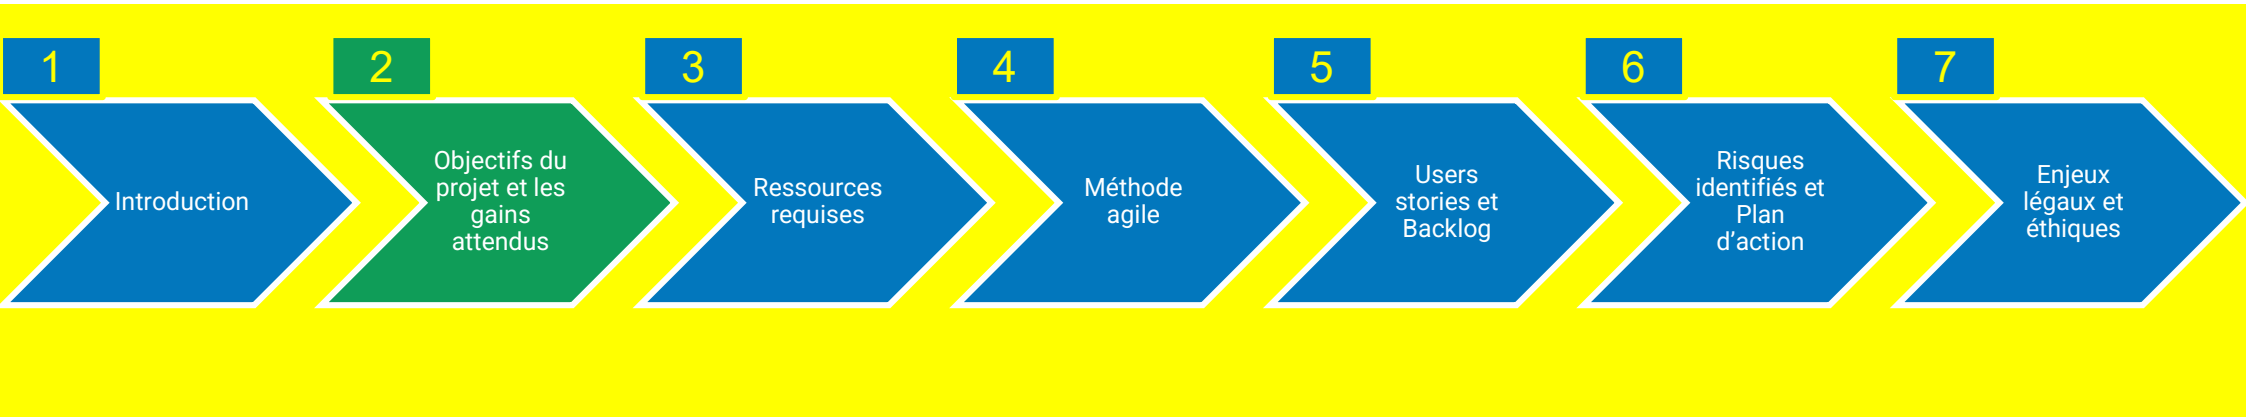 1
2
3
4
5
6
7
Introduction
Objectifs du
projet et les
gains
attendus
Ressources
requises
Méthode
agile
Users
stories et
Backlog
Risques
identifiés et
Plan
d’action
Enjeux
légaux et
éthiques